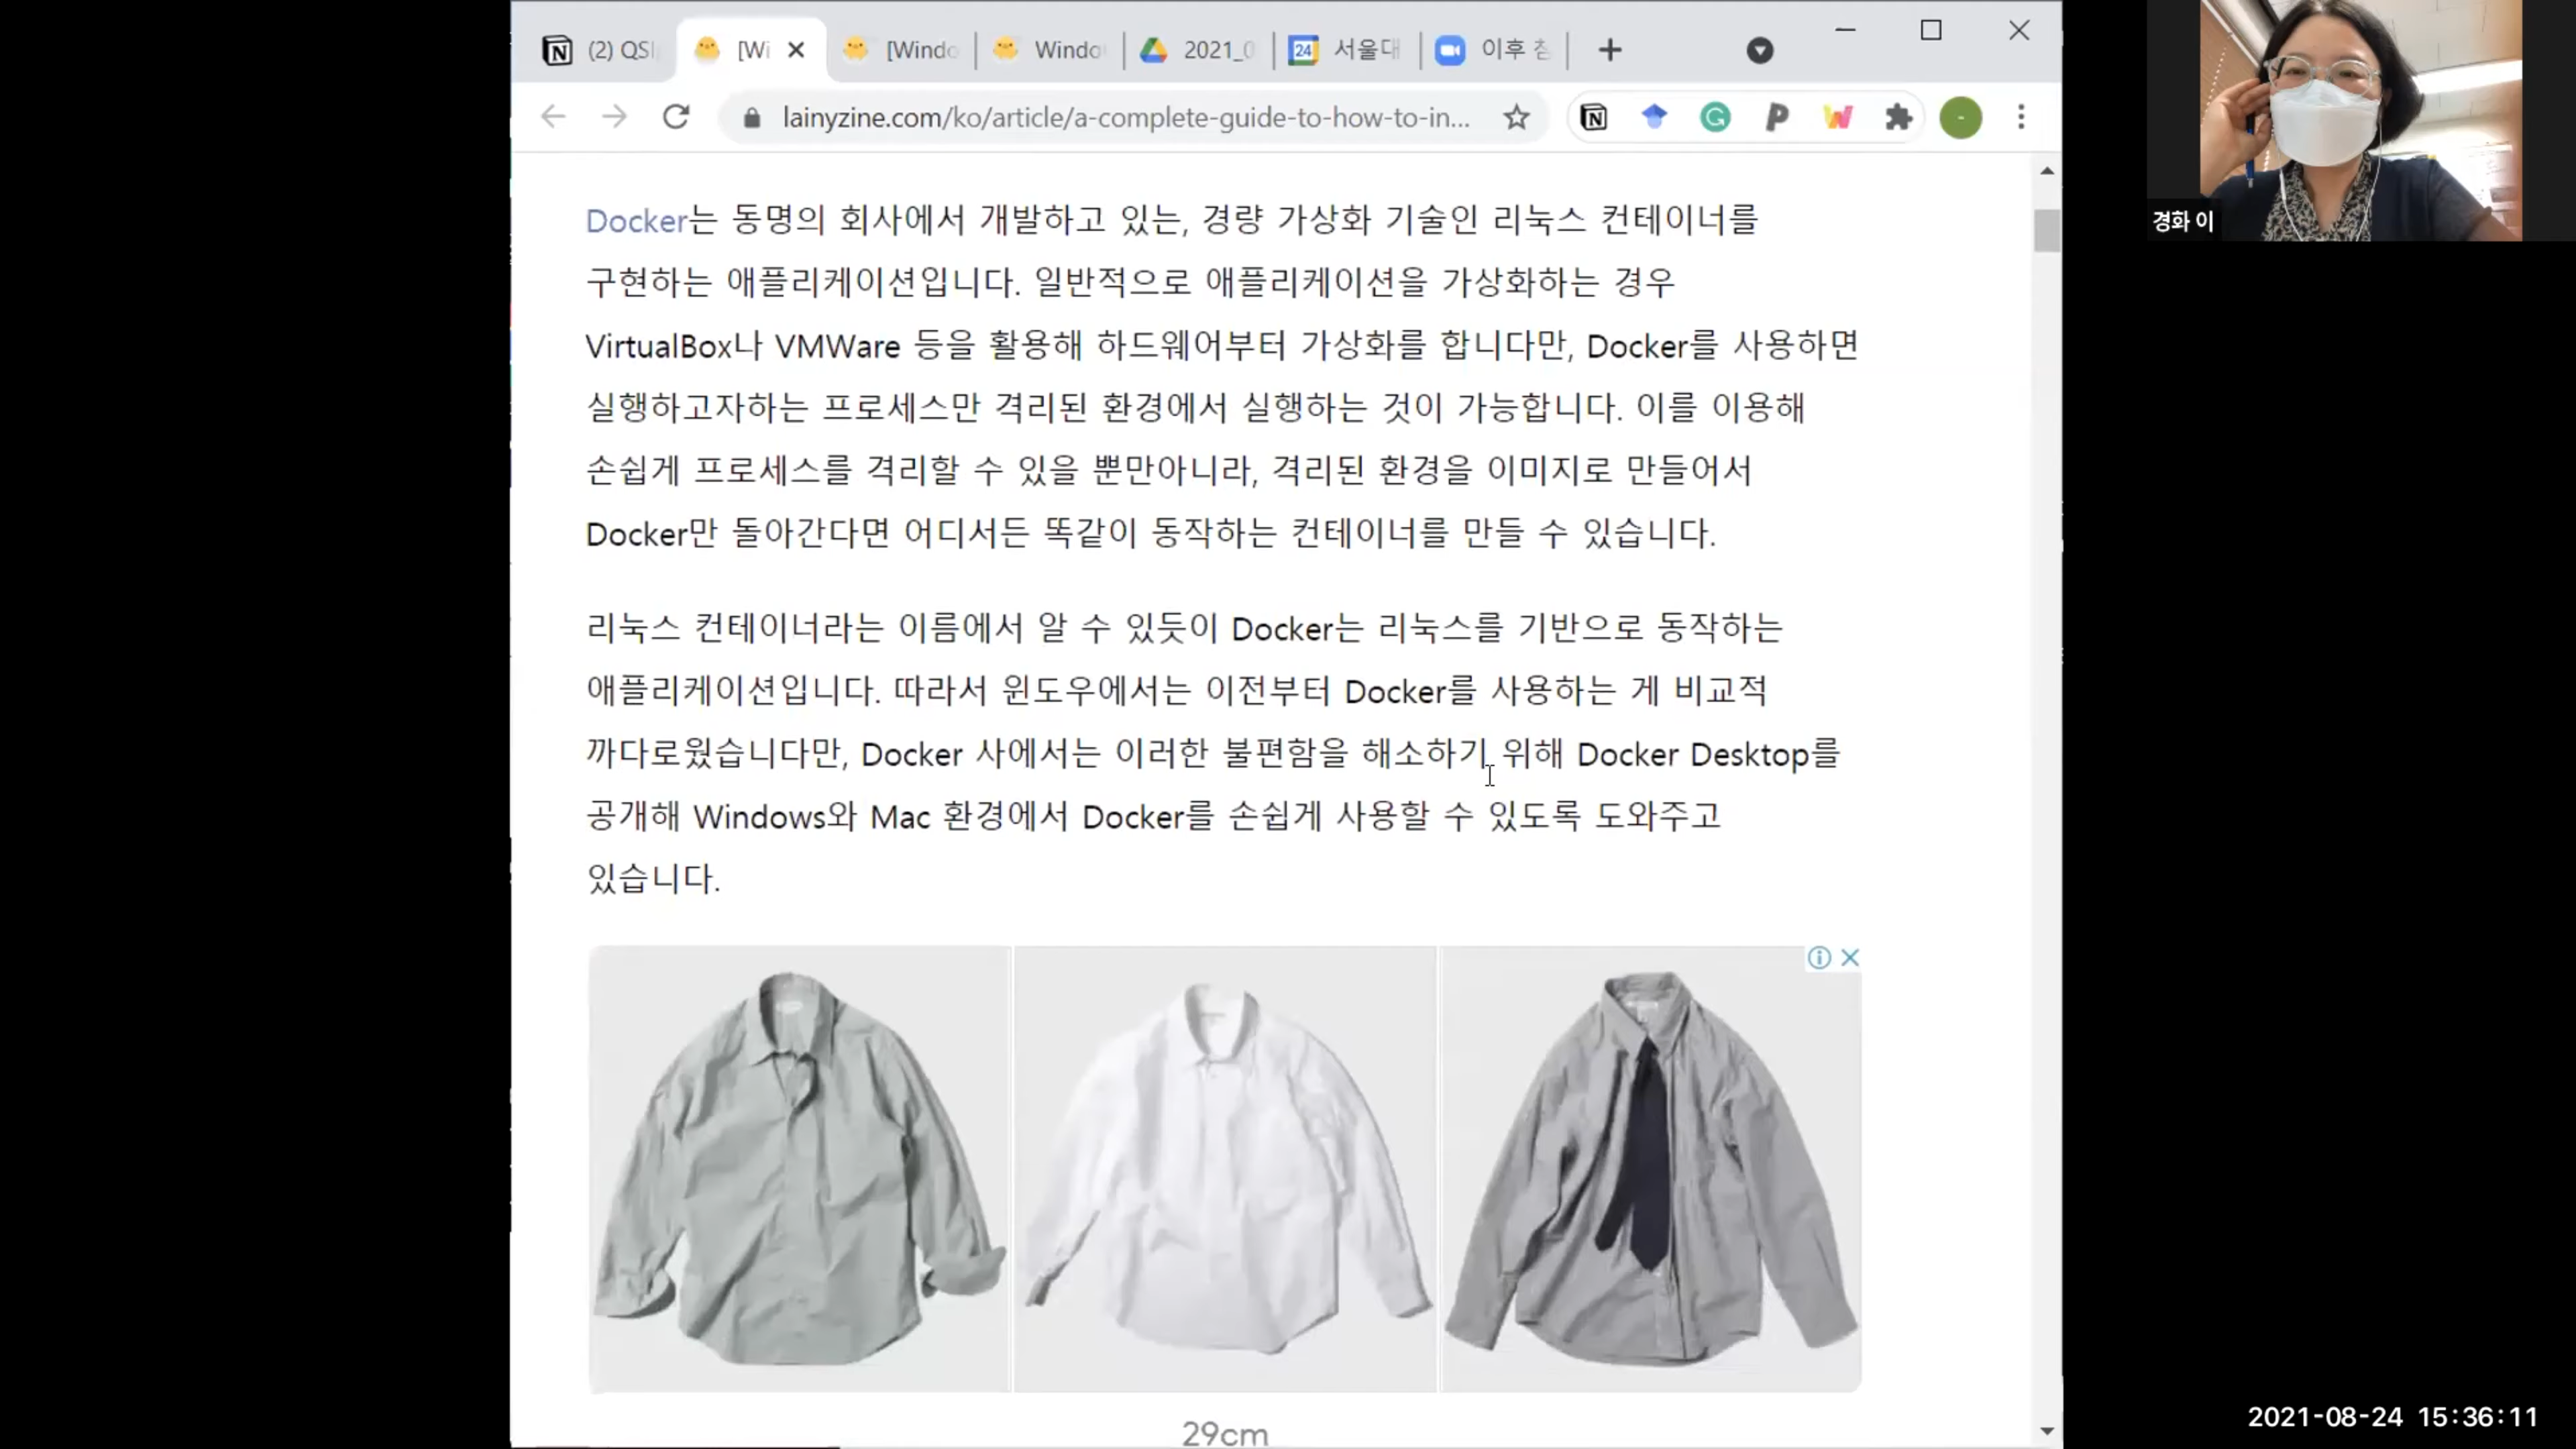 (2) QSI
[Wi
[Windo
Windo
2021_0
24
서울대
이후 참
lainyzine.com/ko/article/a-complete-guide-to-how-to-in...
Docker는 동명의 회사에서 개발하고 있는, 경량 가상화 기술인 리눅스 컨테이너를
구현하는 애플리케이션입니다. 일반적으로 애플리케이션을 가상화하는 경우
VirtualBox나 VMWare 등을 활용해 하드웨어부터 가상화를 합니다만, Docker를 사용하면
실행하고자하는 프로세스만 격리된 환경에서 실행하는 것이 가능합니다. 이를 이용해
손쉽게 프로세스를 격리할 수 있을 뿐만아니라, 격리된 환경을 이미지로 만들어서
Docker만 돌아간다면 어디서든 똑같이 동작하는 컨테이너를 만들 수 있습니다.
리눅스 컨테이너라는 이름에서 알 수 있듯이 Docker는 리눅스를 기반으로 동작하는
애플리케이션입니다. 따라서 윈도우에서는 이전부터 Docker를 사용하는 게 비교적
까다로웠습니다만, Docker 사에서는 이러한 불편함을 해소하기 위해 Docker Desktop를
공개해 Windows와 Mac 환경에서 Docker를 손쉽게 사용할 수 있도록 도와주고
있습니다.
29cm
경화 이
2021-08-24 15:36:11